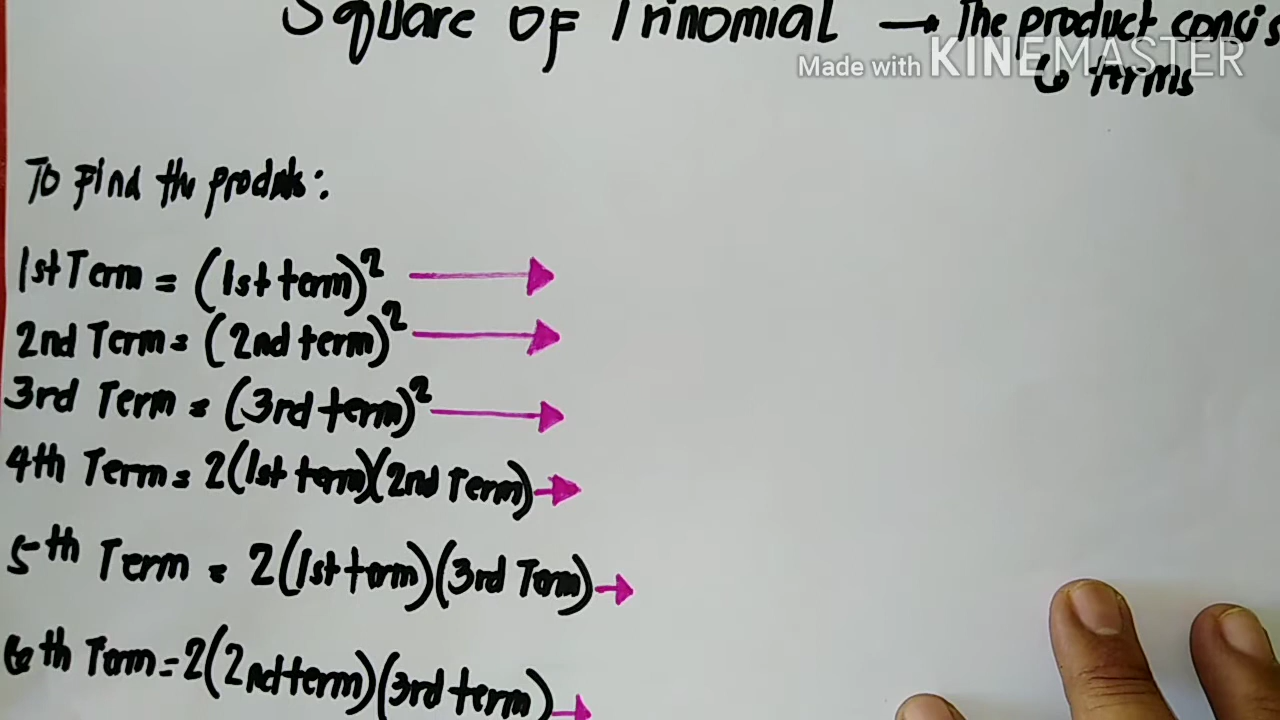 Square of Trinomial → The product consis
6 terms
Made with KINEMASTER
To Find the
1st Term = (1st term)²
2nd Term = (2nd term)²
3rd Term = (3rd term)²
4th Term = 2(1st term)(2nd Term)
5th Term = 2(1st term)(3rd Term)
6th Term = 2(2nd term)(3rd term)